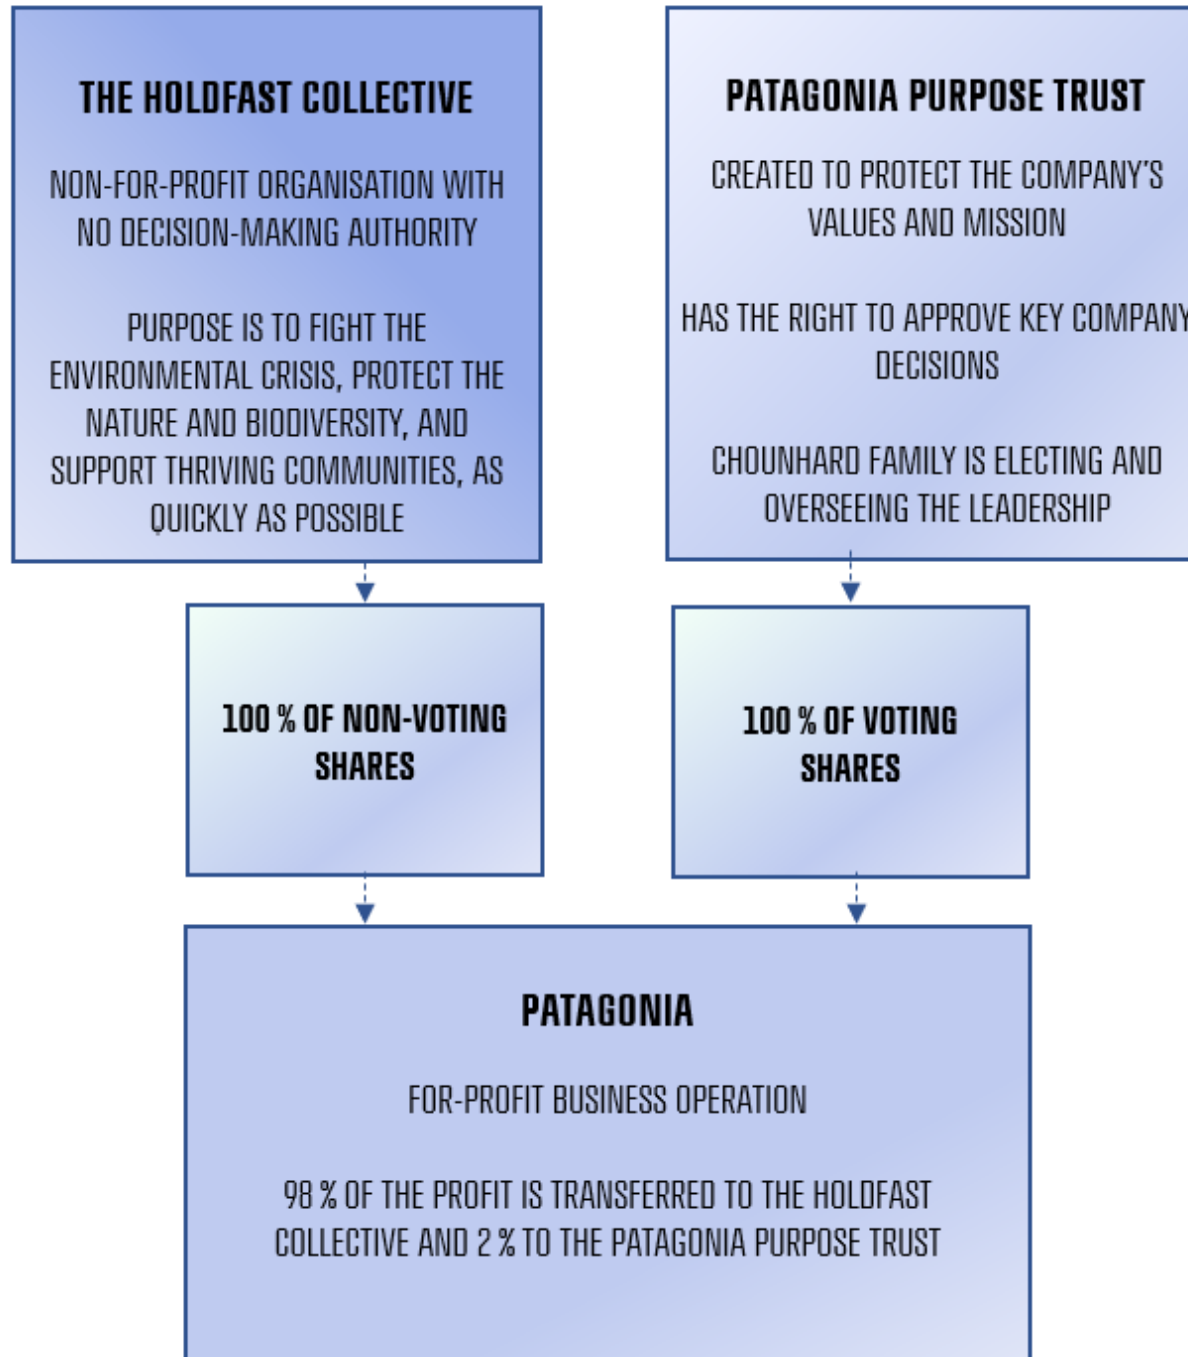 THE HOLDFAST COLLECTIVE
NON-FOR-PROFIT ORGANISATION WITH
NO DECISION-MAKING AUTHORITY
PURPOSE IS TO FIGHT THE
ENVIRONMENTAL CRISIS, PROTECT THE
NATURE AND BIODIVERSITY, AND
SUPPORT THRIVING COMMUNITIES, AS
QUICKLY AS POSSIBLE
PATAGONIA PURPOSE TRUST
CREATED TO PROTECT THE COMPANY'S
VALUES AND MISSION
HAS THE RIGHT TO APPROVE KEY COMPANY
DECISIONS
CHOUNHARD FAMILY IS ELECTING AND
OVERSEEING THE LEADERSHIP
100 % OF NON-VOTING
SHARES
100 % OF VOTING
SHARES
PATAGONIA
FOR-PROFIT BUSINESS OPERATION
98 % OF THE PROFIT IS TRANSFERRED TO THE HOLDFAST
COLLECTIVE AND 2 % TO THE PATAGONIA PURPOSE TRUST